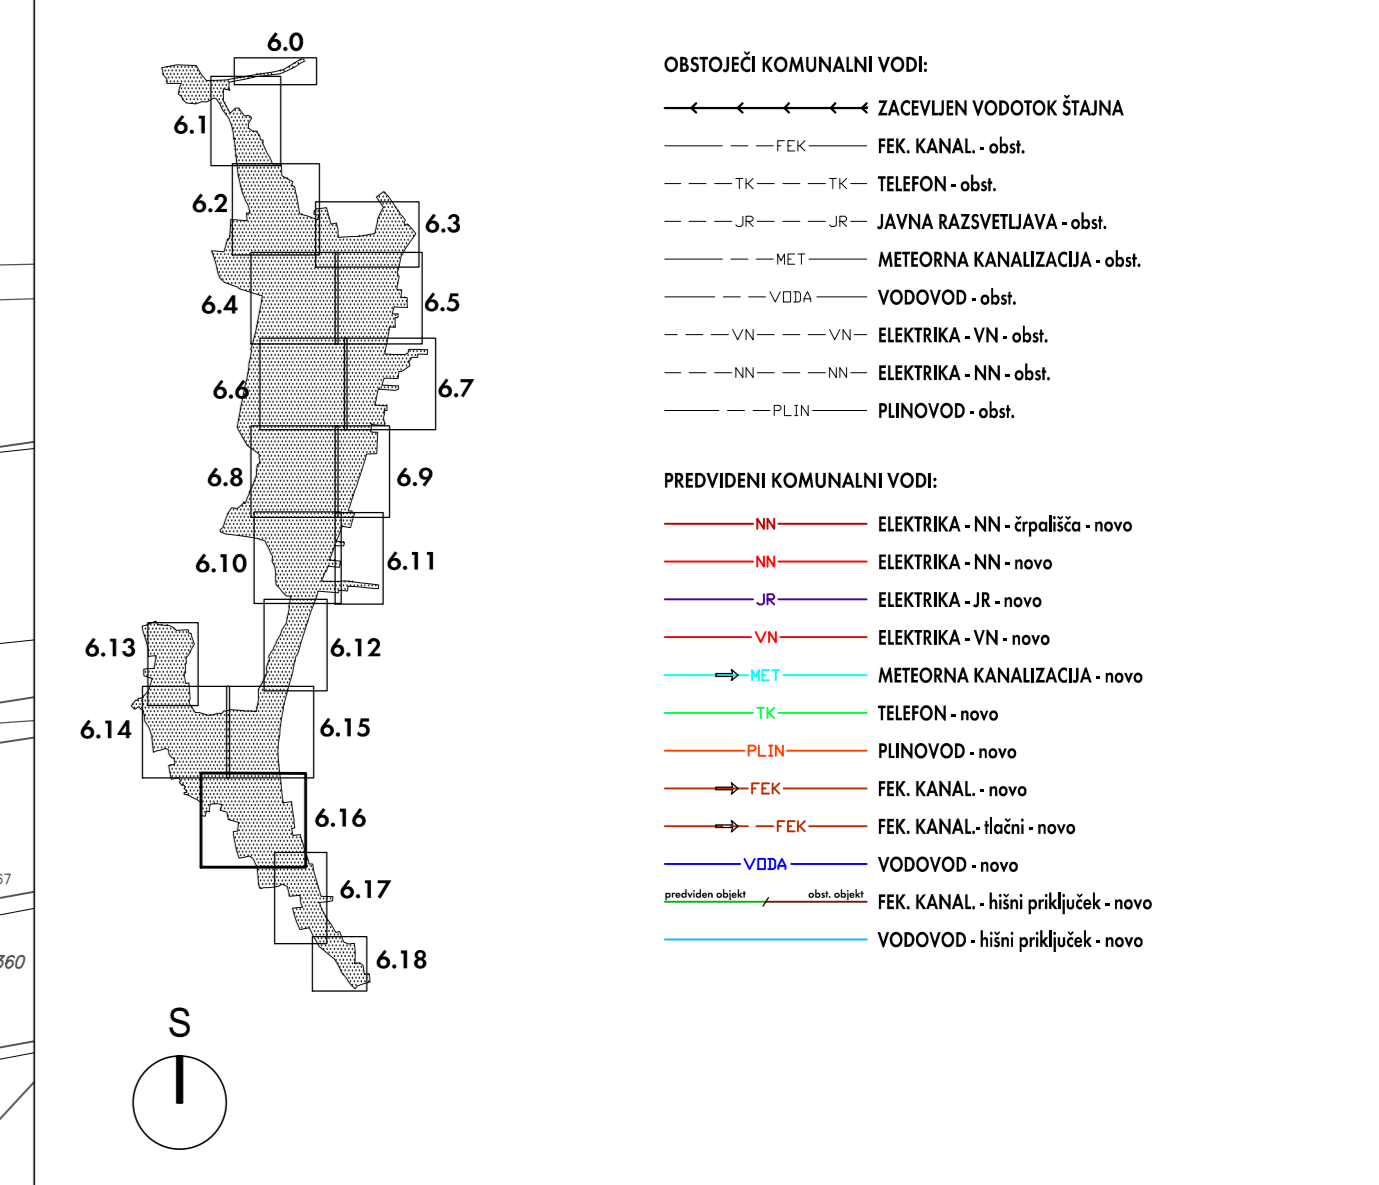 6.0
6.1
6.2
6.3
6.4
6.5
6.6
6.7
6.8
6.9
6.10
6.11
6.12
6.13
6.14
6.15
6.16
6.17
6.18
S
67
360
OBSTOJEČI KOMUNALNI VODI:
ZACEVLJEN VODOTOK ŠTAJNA
FEK FEK. KANAL. - obst.
TK TK TELEFON - obst.
JR JR JAVNA RAZSVETLJAVA - obst.
MET METEORNA KANALIZACIJA - obst.
VODA VODOVOD - obst.
VN VN ELEKTRIKA - VN - obst.
NN NN ELEKTRIKA - NN - obst.
PLIN PLINOVOD - obst.
PREDVIDENI KOMUNALNI VODI:
NN ELEKTRIKA - NN - črpališča - novo
NN ELEKTRIKA - NN - novo
JR ELEKTRIKA - JR - novo
VN ELEKTRIKA - VN - novo
MET METEORNA KANALIZACIJA - novo
TK TELEFON - novo
PLIN PLINOVOD - novo
FEK FEK. KANAL. - novo
FEK FEK. KANAL.- tlačni - novo
VODA VODOVOD - novo
predviden objekt obst. objekt FEK. KANAL. - hišni priključek - novo
VODOVOD - hišni priključek - novo